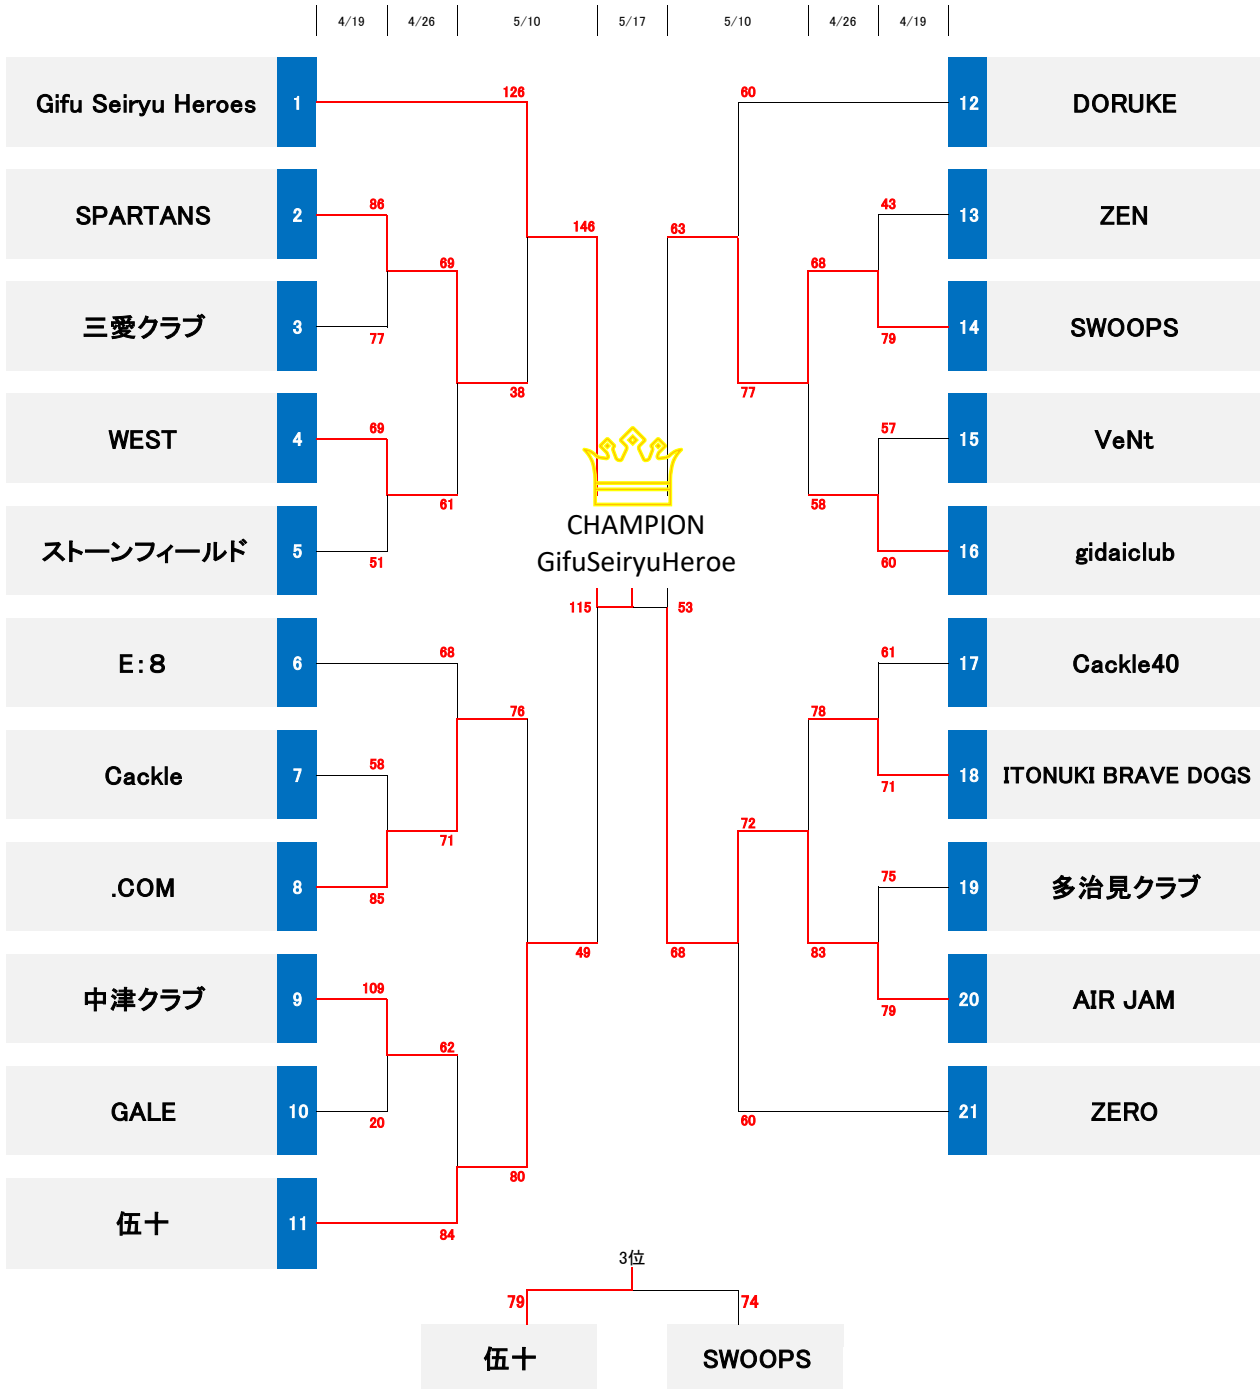 4/19 4/26 5/10 5/17 5/10 4/26 4/19
126 60
Gifu Seiryu Heroes 1 12 DORUKE
86 43
SPARTANS 2 13 ZEN
146 63
69 68
三愛クラブ 3 14 SWOOPS
77 79
38 77
69 57
WEST 4 15 VeNt
61 58
CHAMPION
ストーンフィールド 5 16 gidaiclub
51 60
GifuSeiryuHeroe
115 53
68 61
E:8 6 17 Cackle40
76 78
58
Cackle 7 18 ITONUKI BRAVE DOGS
71
72
71
75
.COM 8 19 多治見クラブ
85
49 68 83
109
中津クラブ 9 20 AIR JAM
79
62
GALE 10 21 ZERO
20 60
80
伍十 11
84
3位
79 74
伍十 SWOOPS